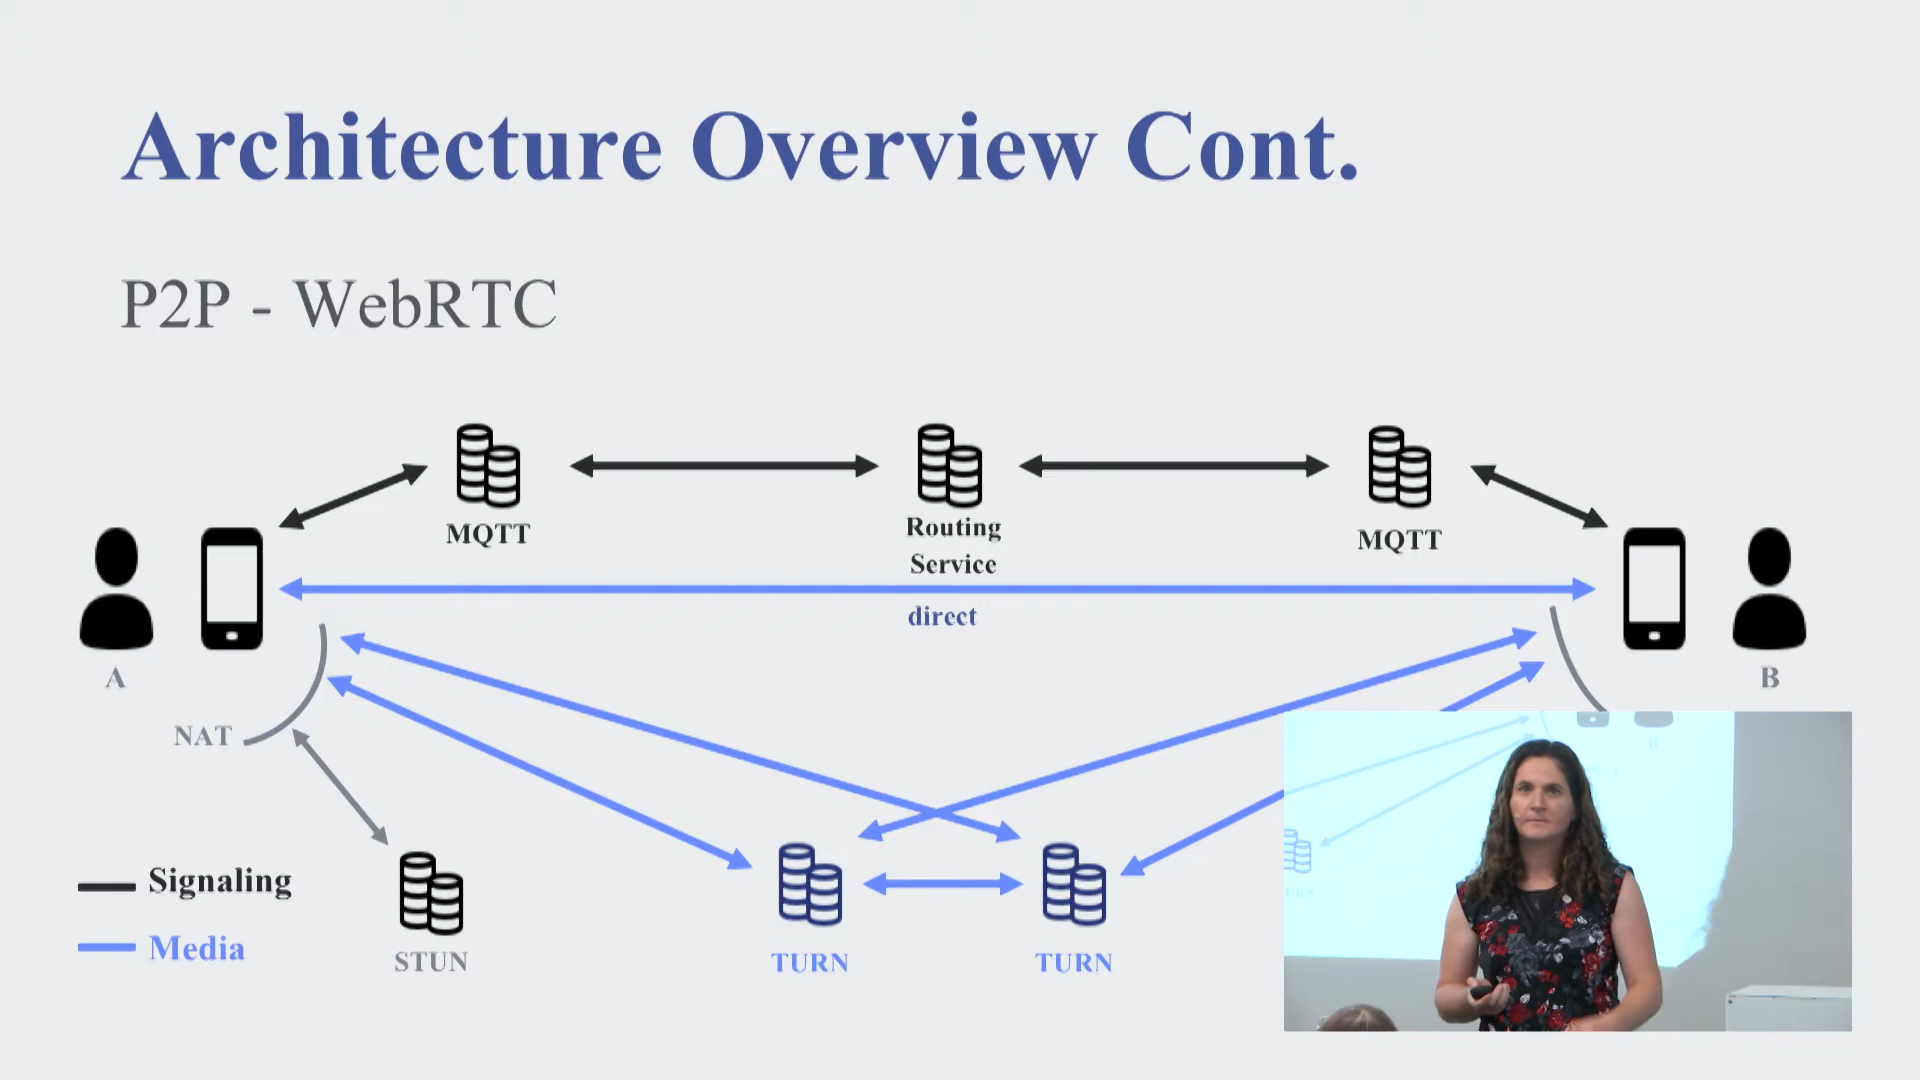 Architecture Overview Cont.
P2P - WebRTC
MQTT
Routing
Service
MQTT
direct
A
B
NAT
Signaling
Media
STUN
TURN
TURN